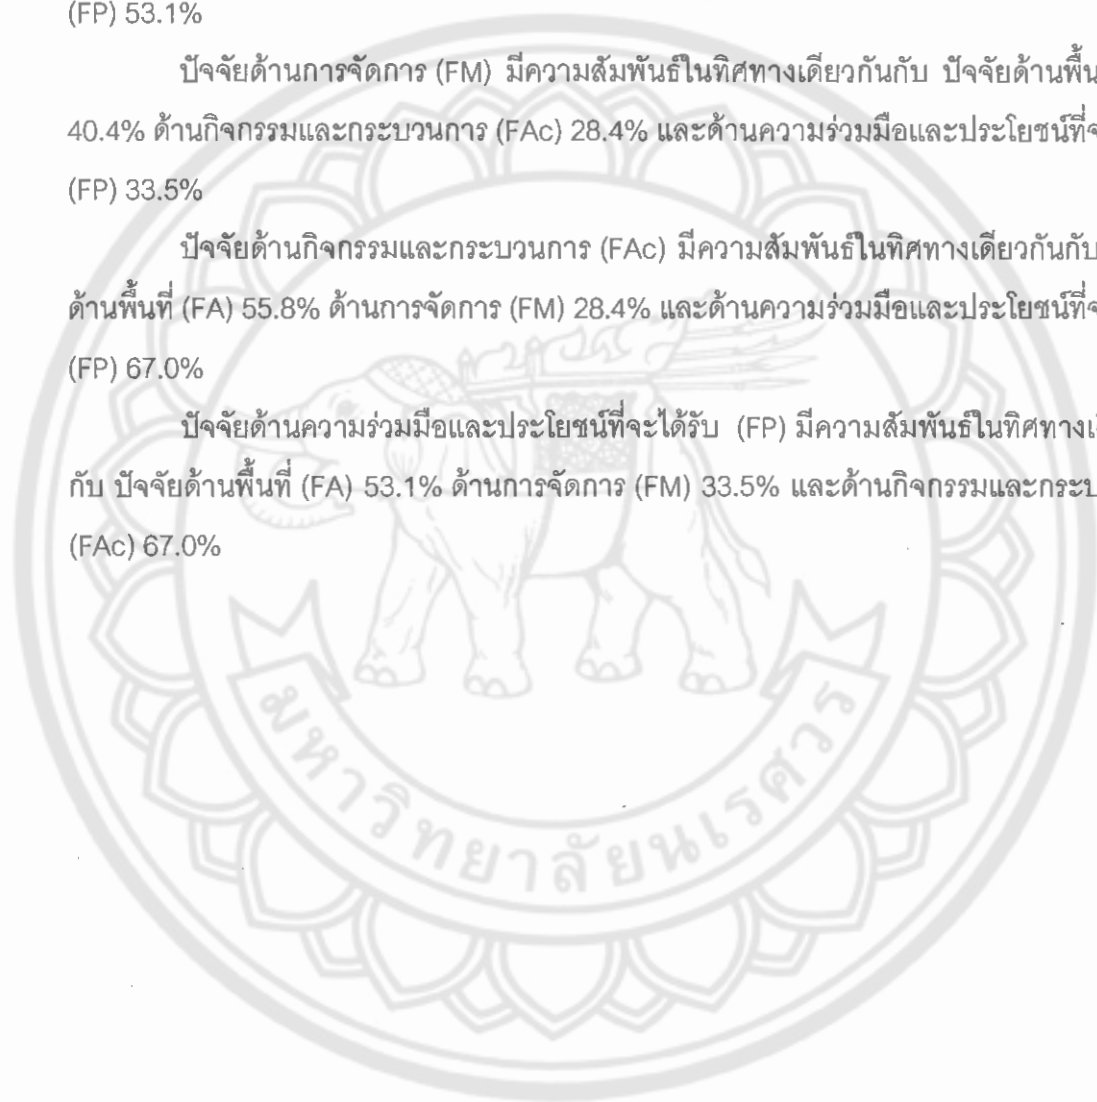 (FP) 53.1%
ปัจจัยด้านการจัดการ (FM) มีความสัมพันธ์ในทิศทางเดียวกันกับ ปัจจัยด้านพื้น
40.4% ด้านกิจกรรมและกระบวนการ (FAc) 28.4% และด้านความร่วมมือและประโยชน์ที่จ
(FP) 33.5%
ปัจจัยด้านกิจกรรมและกระบวนการ (FAc) มีความสัมพันธ์ในทิศทางเดียวกันกับ
ด้านพื้นที่ (FA) 55.8% ด้านการจัดการ (FM) 28.4% และด้านความร่วมมือและประโยชน์ที่จ
(FP) 67.0%
ปัจจัยด้านความร่วมมือและประโยชน์ที่จะได้รับ (FP) มีความสัมพันธ์ในทิศทางเ
กับ ปัจจัยด้านพื้นที่ (FA) 53.1% ด้านการจัดการ (FM) 33.5% และด้านกิจกรรมและกระบ
(FAc) 67.0%
มหาวิทยาลัยนเรศวร